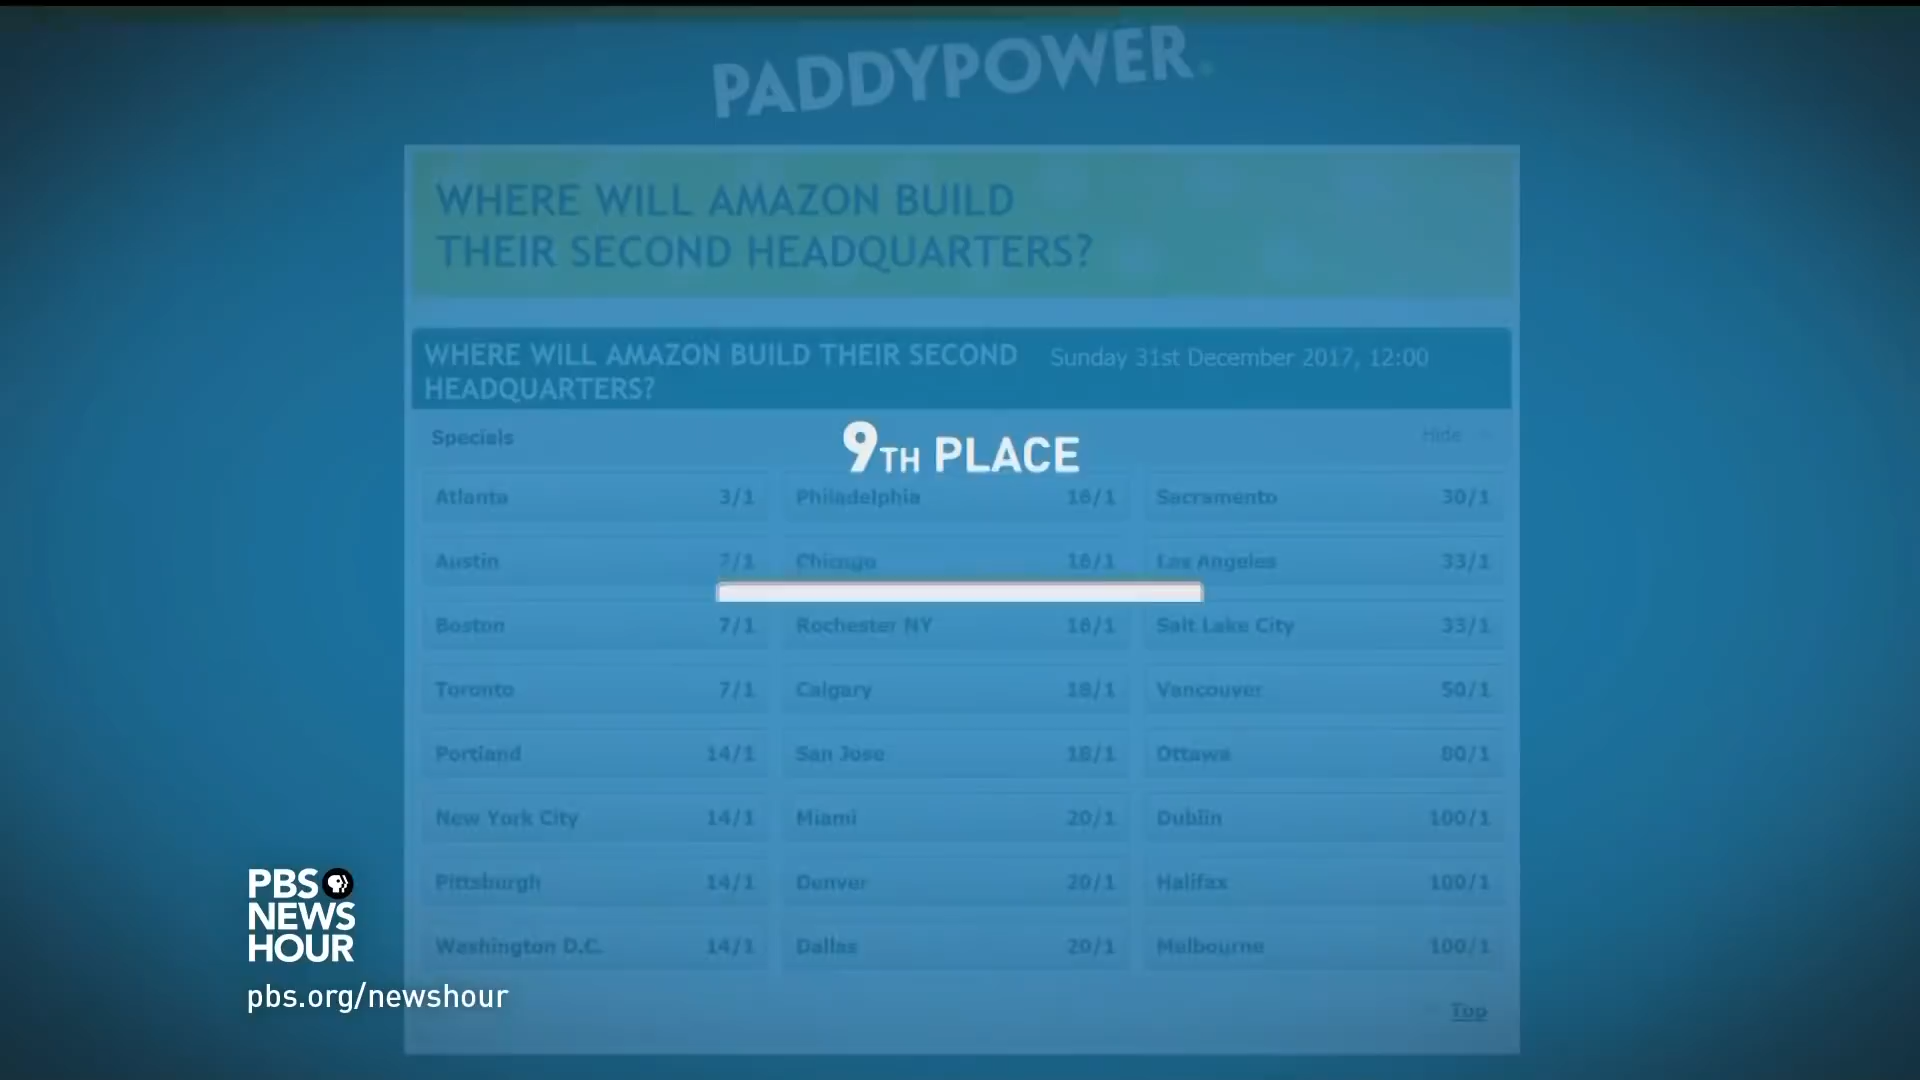 PADDYPOWER.
WHERE WILL AMAZON BUILD
THEIR SECOND HEADQUARTERS?
WHERE WILL AMAZON BUILD THEIR SECOND
HEADQUARTERS?
Sunday 31st December 2017, 12:00
Specials
Hide
9TH PLACE
Atlanta 3/1 Philadelphia 16/1 Sacramento 30/1
Austin 7/1 Chicago 16/1 Los Angeles 33/1
Boston 7/1 Rochester NY 16/1 Salt Lake City 33/1
Toronto 7/1 Calgary 18/1 Vancouver 50/1
Portland 14/1 San Jose 18/1 Ottawa 80/1
New York City 14/1 Miami 20/1 Dublin 100/1
Pittsburgh 14/1 Denver 20/1 Halifax 100/1
Washington D.C. 14/1 Dallas 20/1 Melbourne 100/1
Top
PBS
NEWS
HOUR
pbs.org/newshour